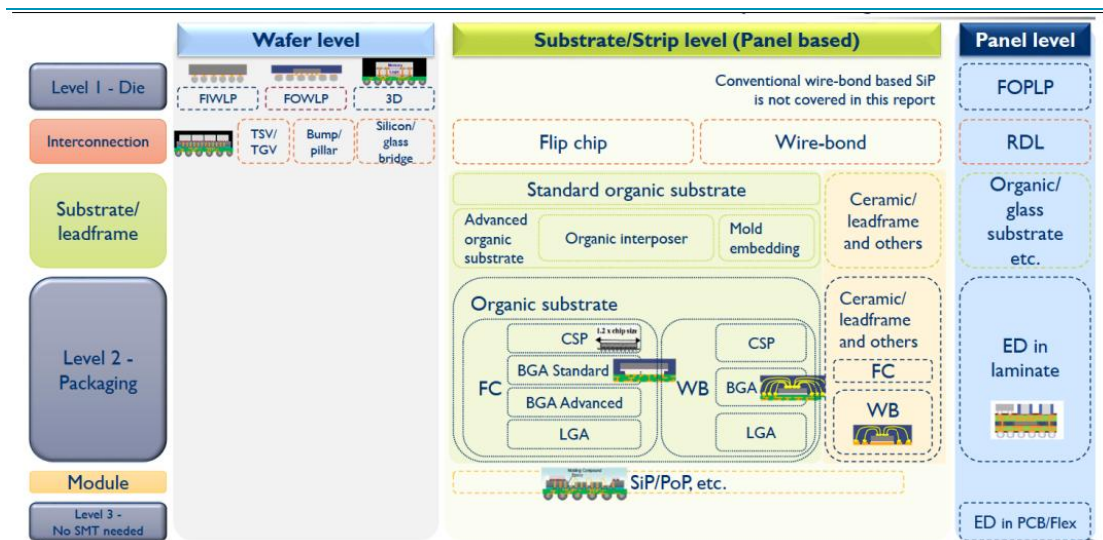 Wafer level
Substrate/Strip level (Panel based)
Panel level
Level 1 - Die
FIWLP
FOWLP
3D
Conventional wire-bond based SiP
is not covered in this report
FOPLP
Interconnection
TSV/
TGV
Bump/
pillar
Silicon/
glass
bridge
Flip chip
Wire-bond
RDL
Substrate/
leadframe
Standard organic substrate
Advanced
organic
substrate
Organic interposer
Mold
embedding
Ceramic/
leadframe
and others
Organic/
glass
substrate
etc.
Level 2 -
Packaging
Organic substrate
FC
CSP
1.2 x chip size
BGA Standard
BGA Advanced
LGA
WB
CSP
BGA
LGA
Ceramic/
leadframe
and others
FC
WB
ED in
laminate
Module
Molding Compound
SiP/PoP, etc.
Level 3 -
No SMT needed
ED in PCB/Flex